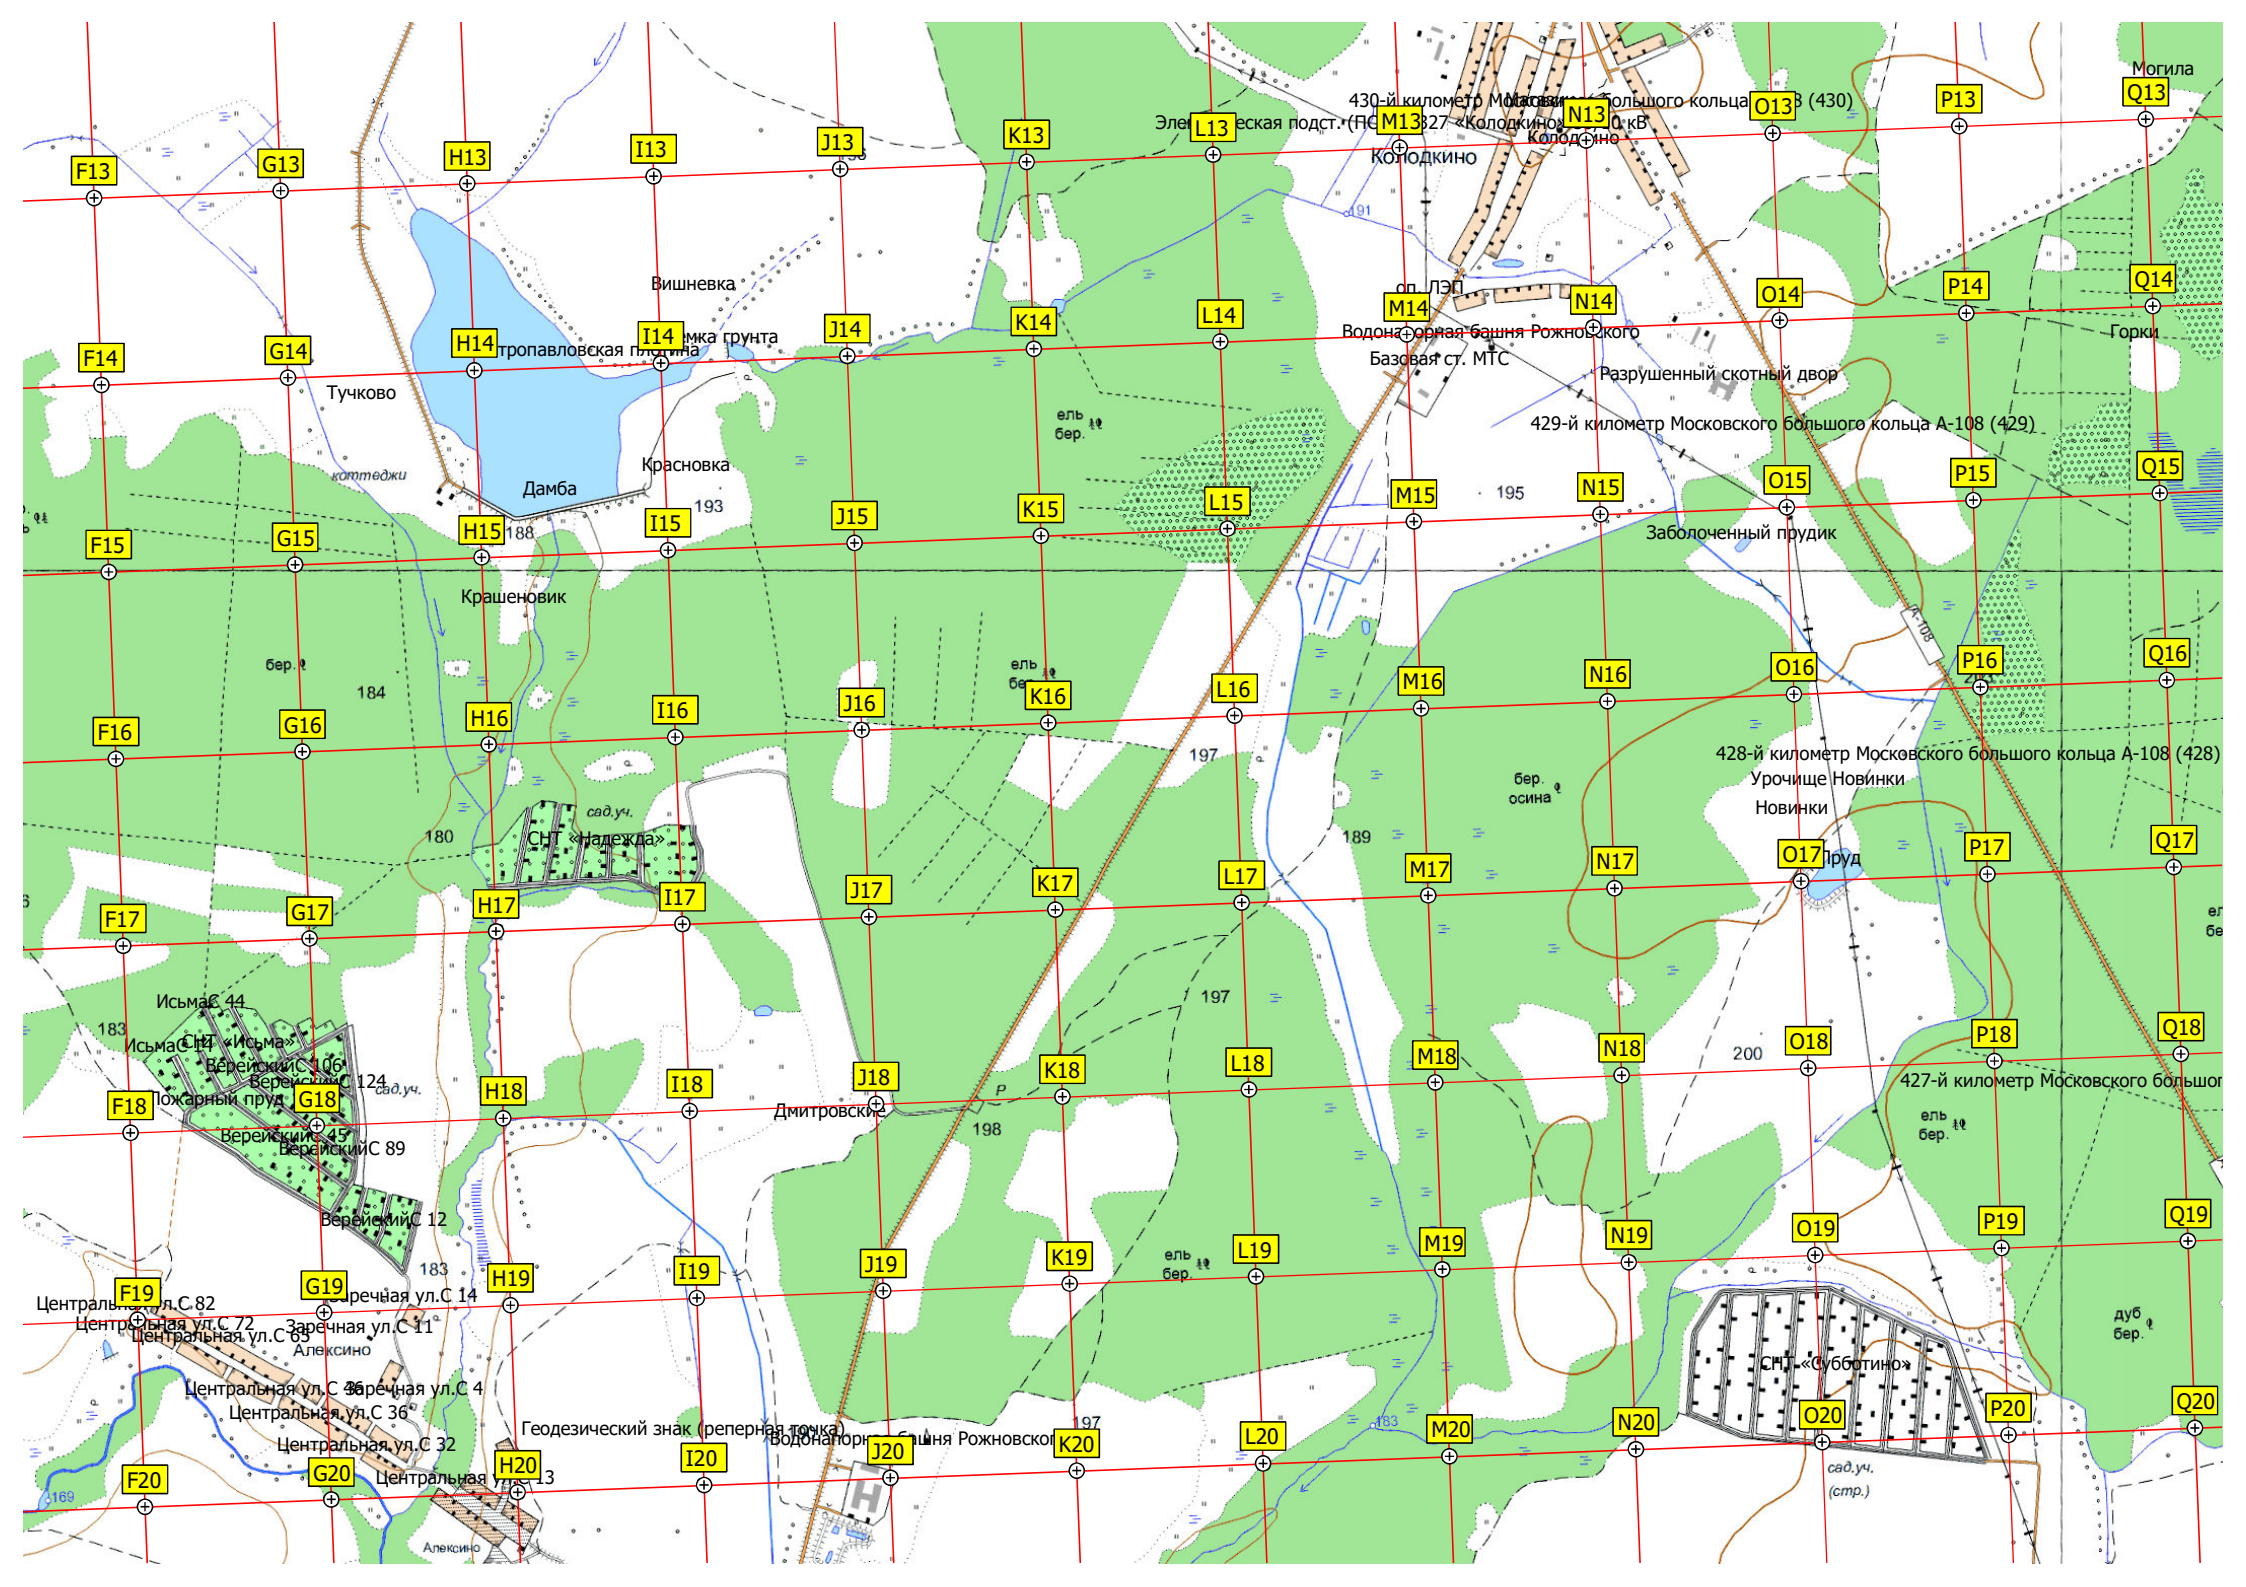 Могила
P13
Q13
430-й километр Московского большого кольца
(430)
O13
N13
M13
L13
K13
J13
I13
H13
G13
F13
Колодкино
Колодкино
191
Вишневка
оп. ЛЭП
Q14
P14
O14
N14
M14
L14
K14
J14
I14
H14
G14
F14
Горки
Водонапорная башня Рожновского
Базовая ст. МТС
Разрушенный скотный двор
Тучково
ель
бер.
429-й километр Московского большого кольца А-108 (429)
Красновка
коттеджи
Дамба
193
195
188
Q15
P15
O15
N15
M15
L15
K15
J15
I15
H15
G15
F15
Заболоченный прудик
Крашеновик
А-108
бер.
184
ель
Q16
P16
O16
N16
M16
L16
K16
J16
I16
H16
G16
F16
197
428-й километр Московского большого кольца А-108 (428)
Урочище Новинки
Новинки
бер.
осина
сад.уч.
СНТ «Надежда»
180
189
Пруд
Q17
P17
O17
N17
M17
L17
K17
J17
I17
H17
G17
F17
197
ИсьмаС 44
183
СНТ «Исьма»
ВерейскийС 106
ВерейскийС 124
сад.уч.
Пожарный пруд
200
Q18
P18
O18
N18
M18
L18
K18
J18
I18
H18
G18
F18
427-й километр Московского большог
Р
Дмитровские
198
ель
бер.
ВерейскийС 45
ВерейскийС 89
ВерейскийС 12
183
ель
бер.
Q19
P19
O19
N19
M19
L19
K19
J19
I19
H19
G19
F19
Центральная ул.С 82
Центральная ул.С 72
Центральная ул.С 65
Заречная ул.С 14
Заречная ул.С 11
Алексино
дуб
бер.
СНТ «Субботино»
Центральная ул.С 46
Заречная ул.С 4
Центральная ул.С 36
Центральная ул.С 32
Геодезический знак (реперная точка)
197
183
Q20
P20
O20
N20
M20
L20
K20
J20
I20
H20
G20
F20
169
сад.уч.
(стр.)
Алексино